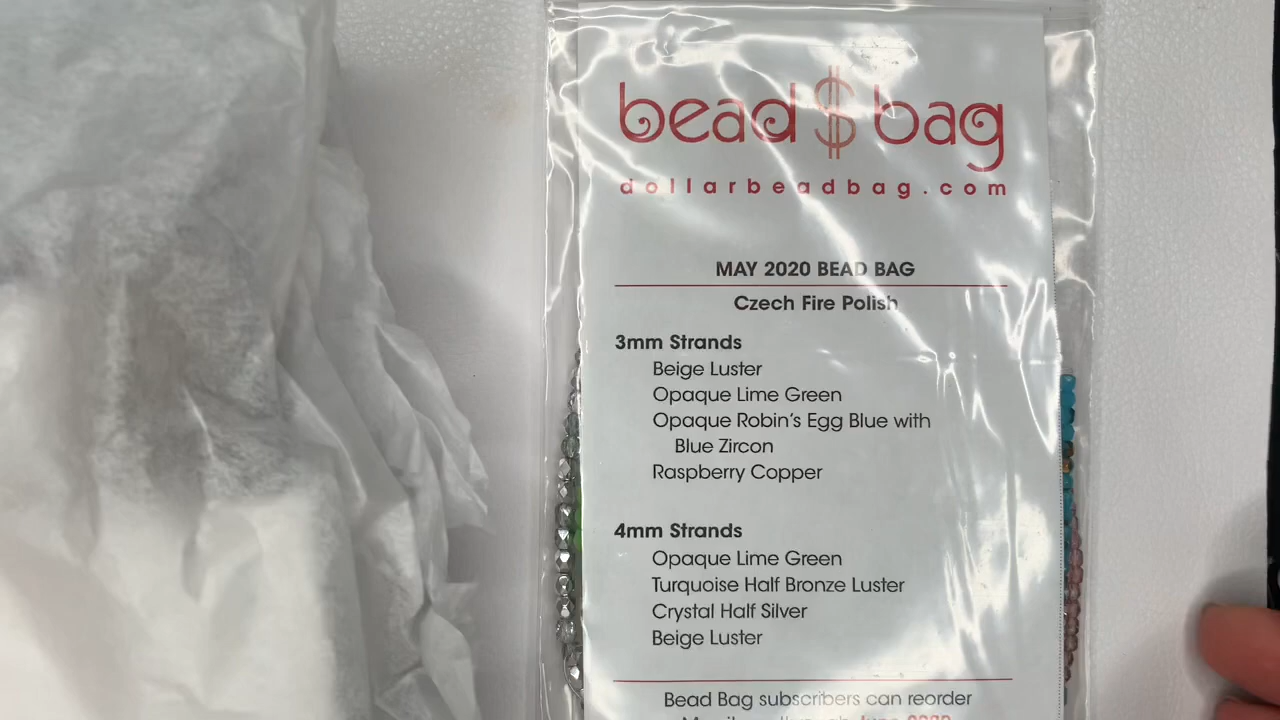 bead $ bag
dollarbeadbag.com
MAY 2020 BEAD BAG
Czech Fire Polish
3mm Strands
Beige Luster
Opaque Lime Green
Opaque Robin's Egg Blue with
Blue Zircon
Raspberry Copper
4mm Strands
Opaque Lime Green
Turquoise Half Bronze Luster
Crystal Half Silver
Beige Luster
Bead Bag subscribers can reorder